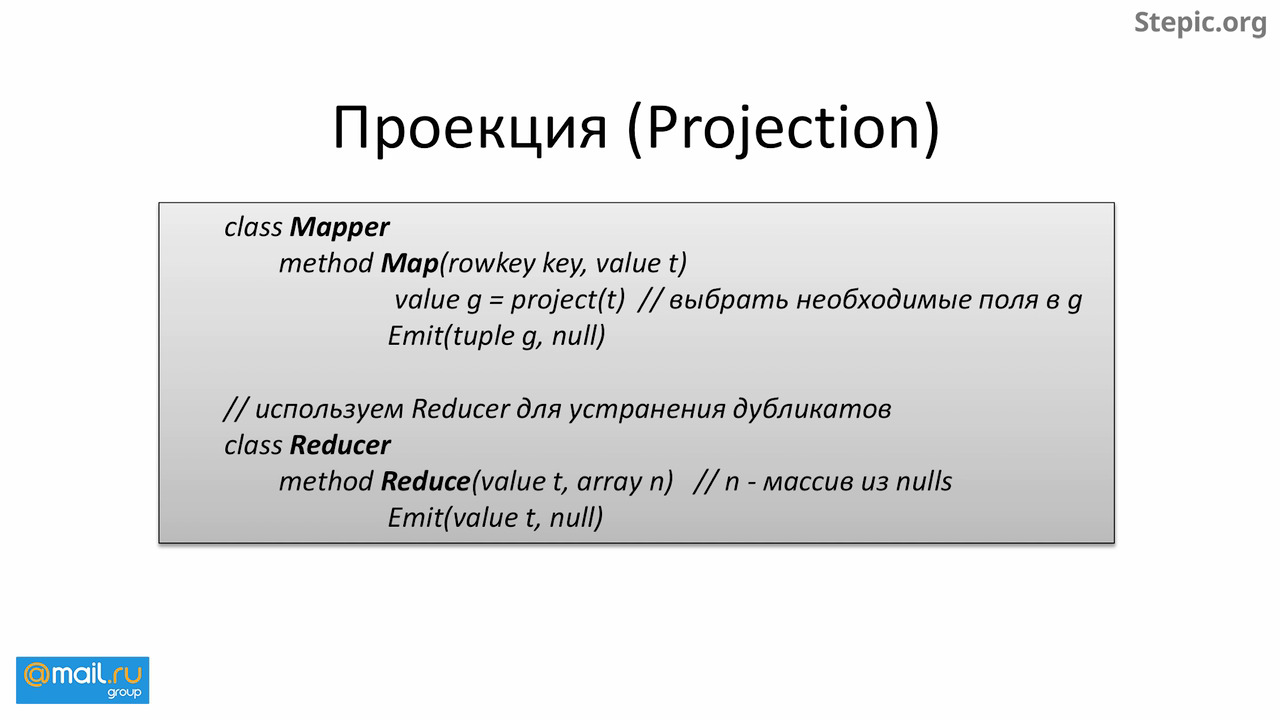 Stepic.org
Проекция (Projection)
class Mapper
method Map(rowkey key, value t)
value g = project(t) // выбрать необходимые поля в g
Emit(tuple g, null)
// используем Reducer для устранения дубликатов
class Reducer
method Reduce(value t, array n) // n - массив из nulls
Emit(value t, null)
@mail.ru
group